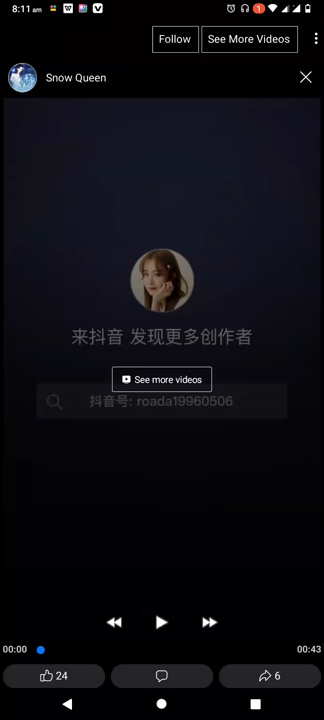 8:11 am
1
Follow
See More Videos
Snow Queen
来抖音 发现更多创作者
See more videos
抖音号: roada19960506
00:00
00:43
24
6